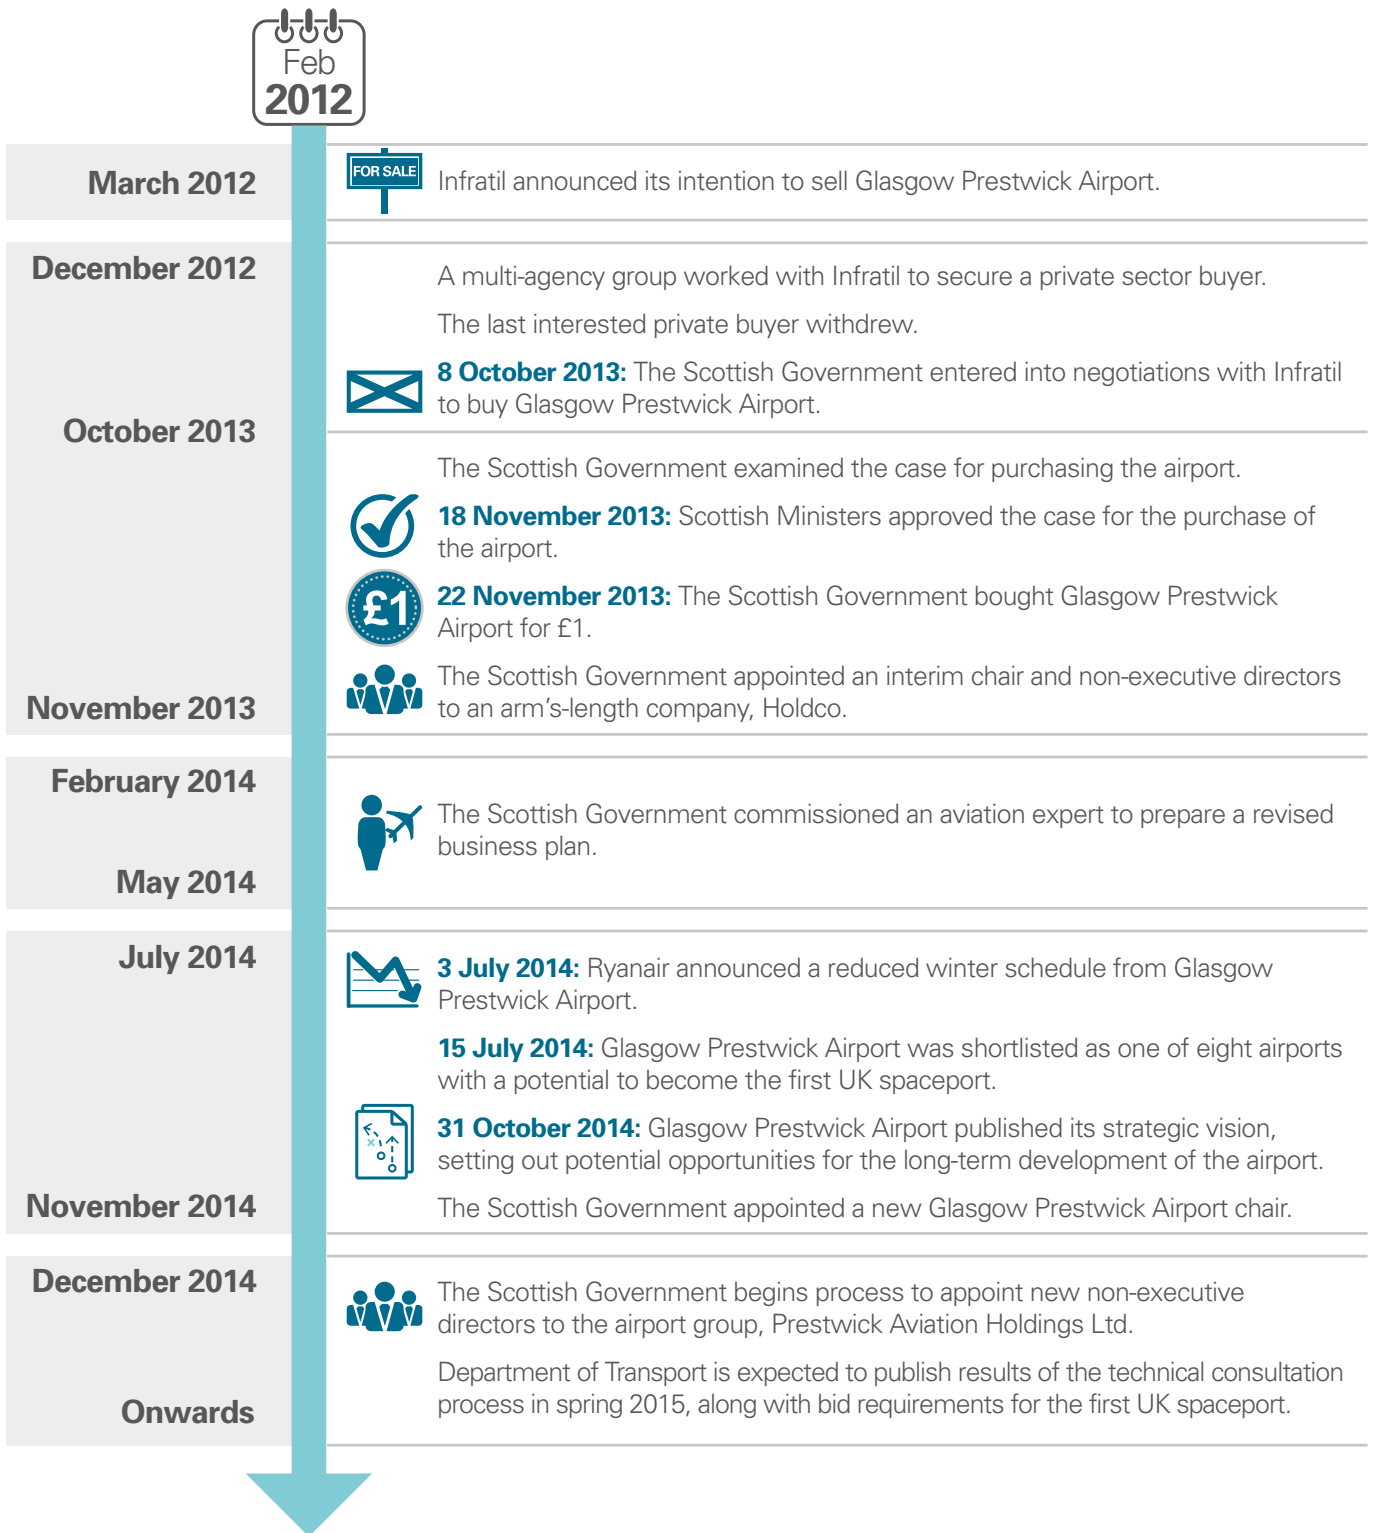 Feb
2012
March 2012
FOR SALE
Infratil announced its intention to sell Glasgow Prestwick Airport.
December 2012
A multi-agency group worked with Infratil to secure a private sector buyer.
The last interested private buyer withdrew.
8 October 2013: The Scottish Government entered into negotiations with Infratil
to buy Glasgow Prestwick Airport.
October 2013
The Scottish Government examined the case for purchasing the airport.
18 November 2013: Scottish Ministers approved the case for the purchase of
the airport.
£1
22 November 2013: The Scottish Government bought Glasgow Prestwick
Airport for £1.
The Scottish Government appointed an interim chair and non-executive directors
to an arm’s-length company, Holdco.
November 2013
February 2014
The Scottish Government commissioned an aviation expert to prepare a revised
business plan.
May 2014
July 2014
3 July 2014: Ryanair announced a reduced winter schedule from Glasgow
Prestwick Airport.
15 July 2014: Glasgow Prestwick Airport was shortlisted as one of eight airports
with a potential to become the first UK spaceport.
31 October 2014: Glasgow Prestwick Airport published its strategic vision,
setting out potential opportunities for the long-term development of the airport.
November 2014
The Scottish Government appointed a new Glasgow Prestwick Airport chair.
December 2014
The Scottish Government begins process to appoint new non-executive
directors to the airport group, Prestwick Aviation Holdings Ltd.
Department of Transport is expected to publish results of the technical consultation
process in spring 2015, along with bid requirements for the first UK spaceport.
Onwards